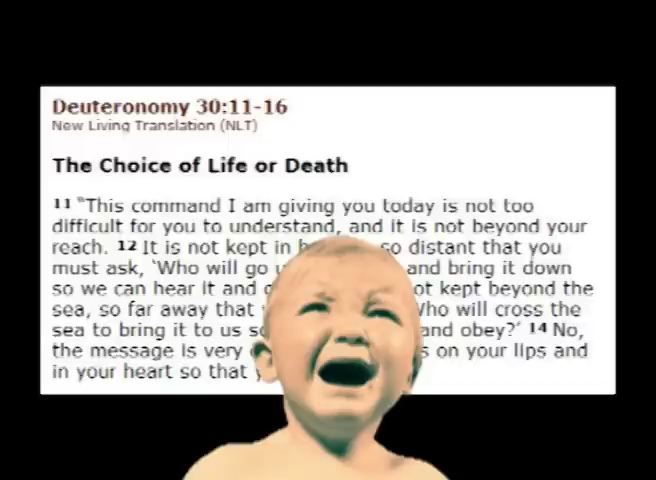 Deuteronomy 30:11-16
New Living Translation (NLT)
The Choice of Life or Death
11 "This command I am giving you today is not too
difficult for you to understand, and it is not beyond your
reach. 12 It is not kept in so distant that you
must ask, 'Who will go and bring it down
so we can hear it and kept beyond the
sea, so far away that Who will cross the
sea to bring it to us and obey?' 14 No,
the message is very on your lips and
in your heart so that